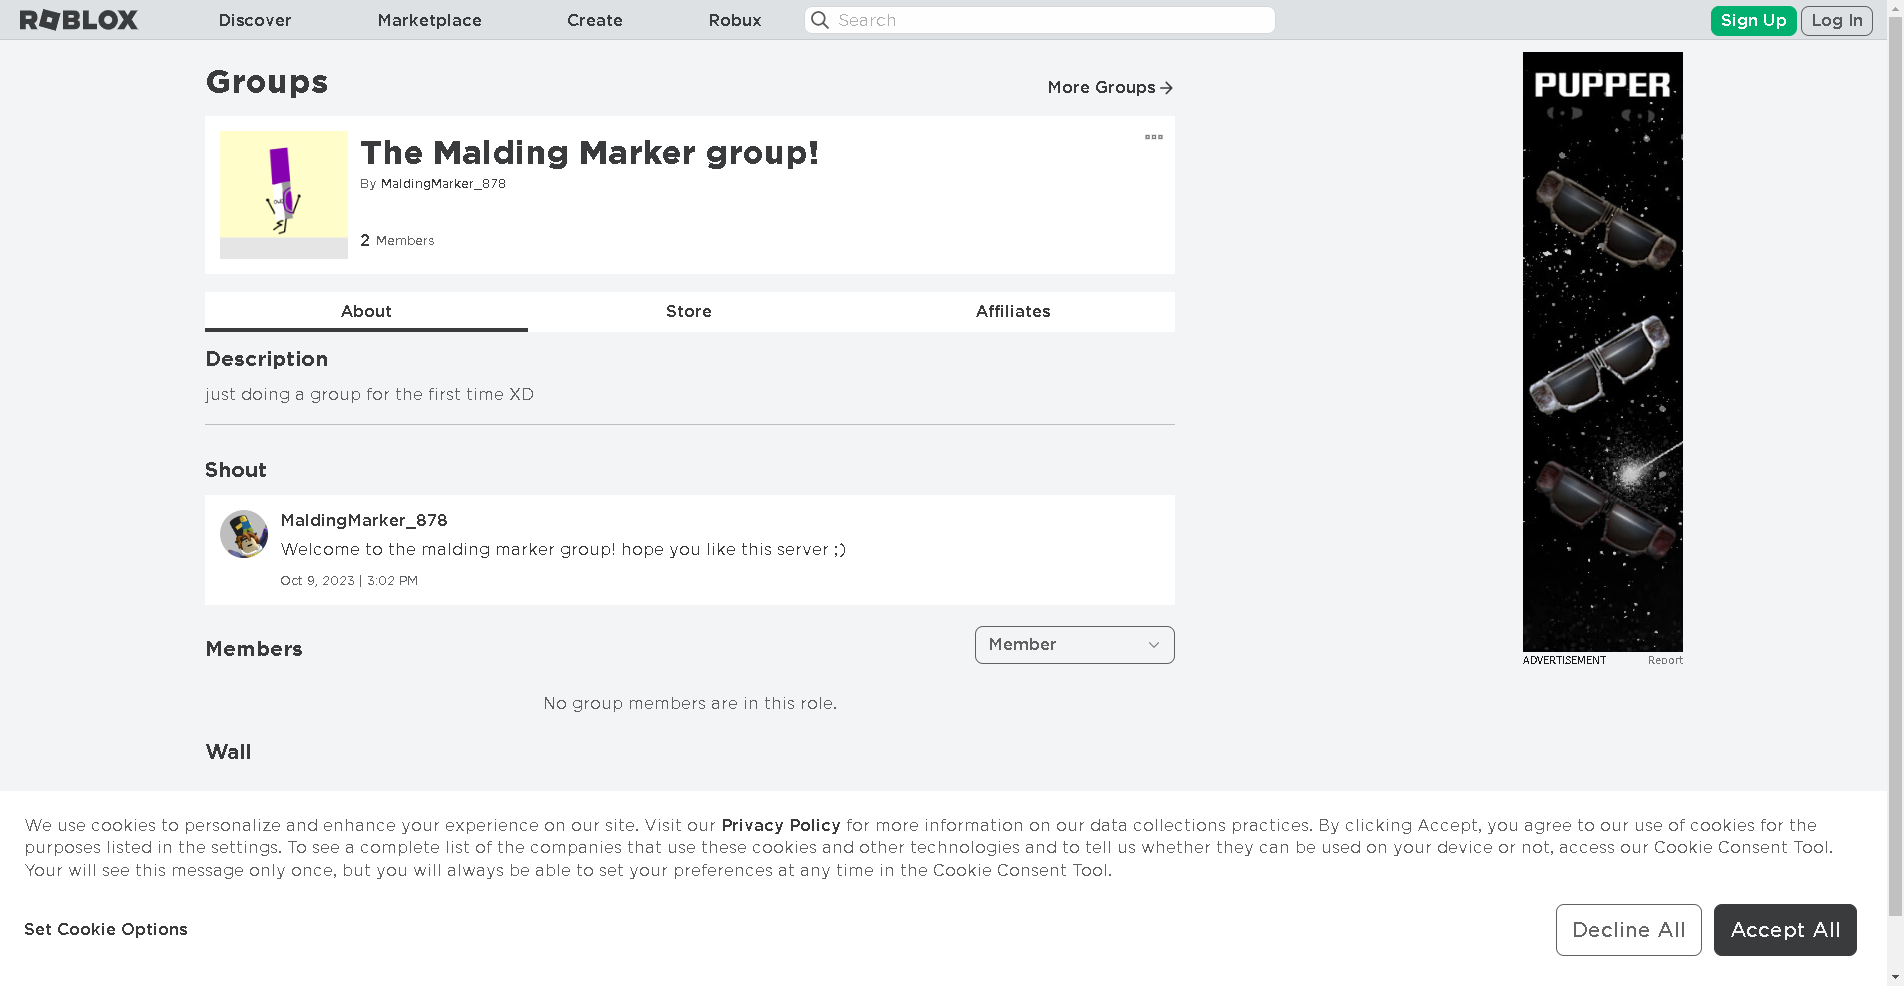 ROBLOX
Discover
Marketplace
Create
Robux
Search
Sign Up
Log In
Groups
More Groups
The Malding Marker group!
By MaldingMarker_878
2 Members
About
Store
Affiliates
Description
just doing a group for the first time XD
Shout
MaldingMarker_878
Welcome to the malding marker group! hope you like this server ;)
Oct 9, 2023 | 3:02 PM
Members
Member
No group members are in this role.
Wall
PUPPER
ADVERTISEMENT
Report
We use cookies to personalize and enhance your experience on our site. Visit our Privacy Policy for more information on our data collections practices. By clicking Accept, you agree to our use of cookies for the
purposes listed in the settings. To see a complete list of the companies that use these cookies and other technologies and to tell us whether they can be used on your device or not, access our Cookie Consent Tool.
Your will see this message only once, but you will always be able to set your preferences at any time in the Cookie Consent Tool.
Set Cookie Options
Decline All
Accept All